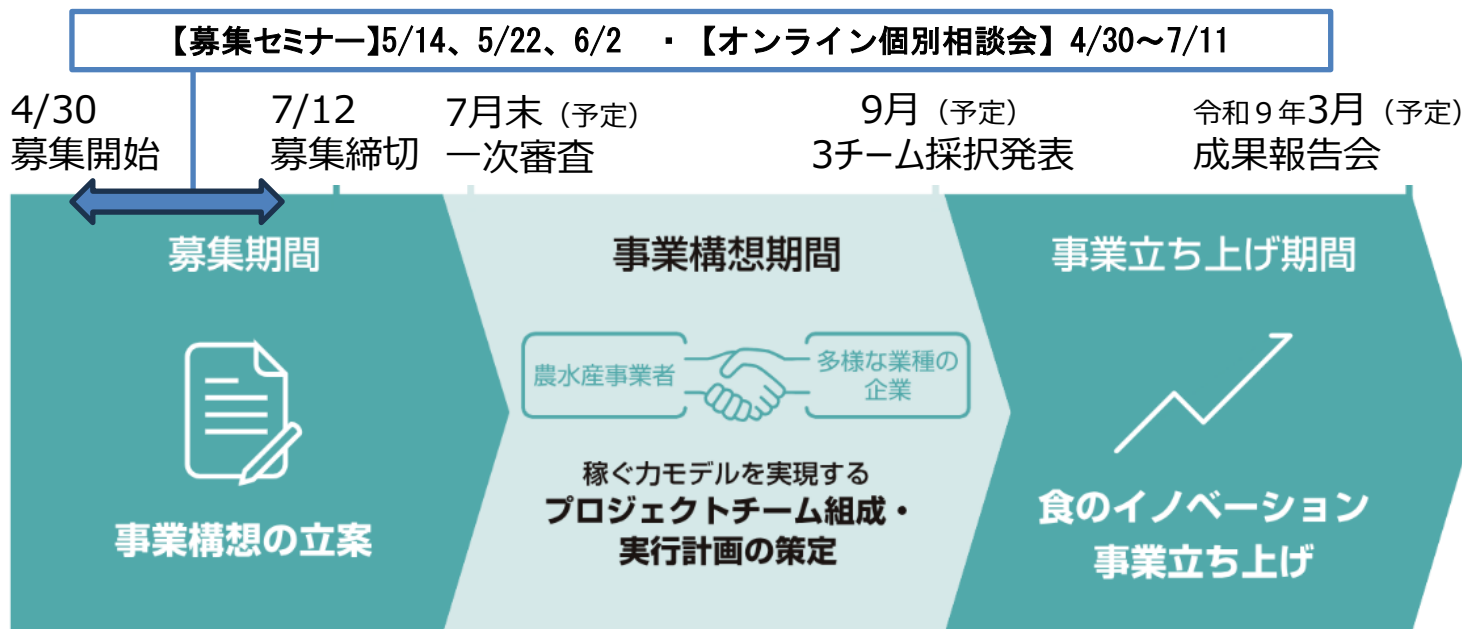 【募集セミナー】5/14、5/22、6/2 ・【オンライン個別相談会】4/30～7/11
4/30
募集開始
7/12
募集締切
7月末（予定）
一次審査
9月（予定）
3チーム採択発表
令和９年3月（予定）
成果報告会
募集期間
事業構想の立案
事業構想期間
農水産事業者
多様な業種の
企業
稼ぐ力モデルを実現する
プロジェクトチーム組成・
実行計画の策定
事業立ち上げ期間
食のイノベーション
事業立ち上げ